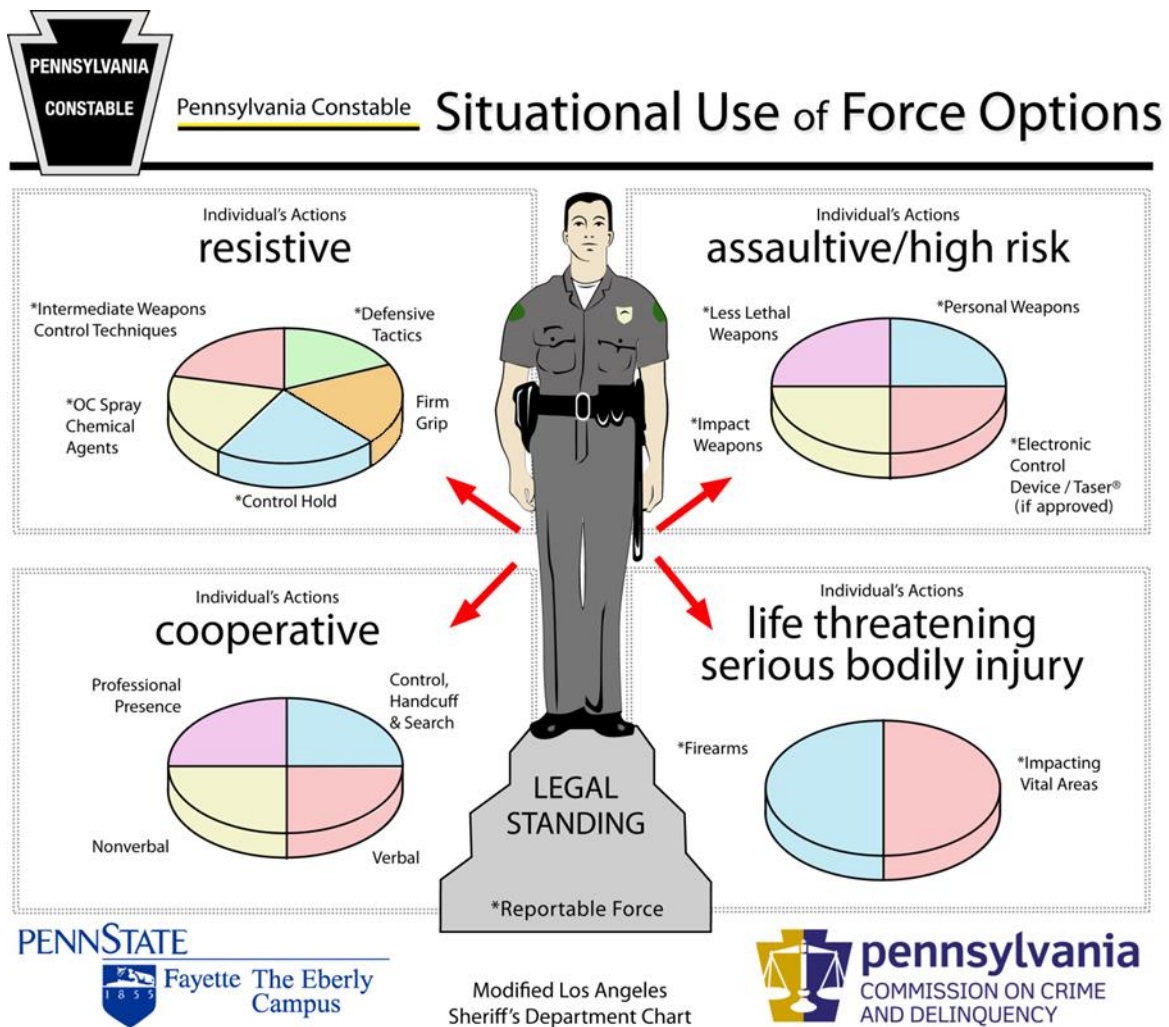 PENNSYLVANIA
CONSTABLE
Pennsylvania Constable
Situational Use of Force Options
Individual's Actions
resistive
*Intermediate Weapons
Control Techniques
*Defensive
Tactics
*OC Spray
Chemical
Agents
Firm
Grip
*Control Hold
Individual's Actions
assaultive/high risk
*Less Lethal
Weapons
*Personal Weapons
*Impact
Weapons
*Electronic
Control
Device / Taser®
(if approved)
Individual's Actions
cooperative
Professional
Presence
Control,
Handcuff
& Search
Nonverbal
Verbal
Individual's Actions
life threatening
serious bodily injury
*Firearms
*Impacting
Vital Areas
LEGAL
STANDING
*Reportable Force
PENNSTATE
1855
Fayette The Eberly
Campus
Modified Los Angeles
Sheriff's Department Chart
pennsylvania
COMMISSION ON CRIME
AND DELINQUENCY